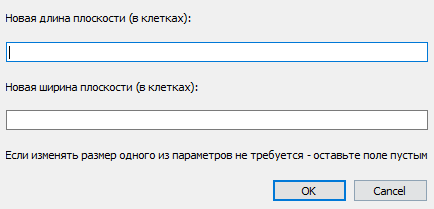 Новая длина плоскости (в клетках):
Новая ширина плоскости (в клетках):
Если изменять размер одного из параметров не требуется - оставьте поле пустым
OK
Cancel